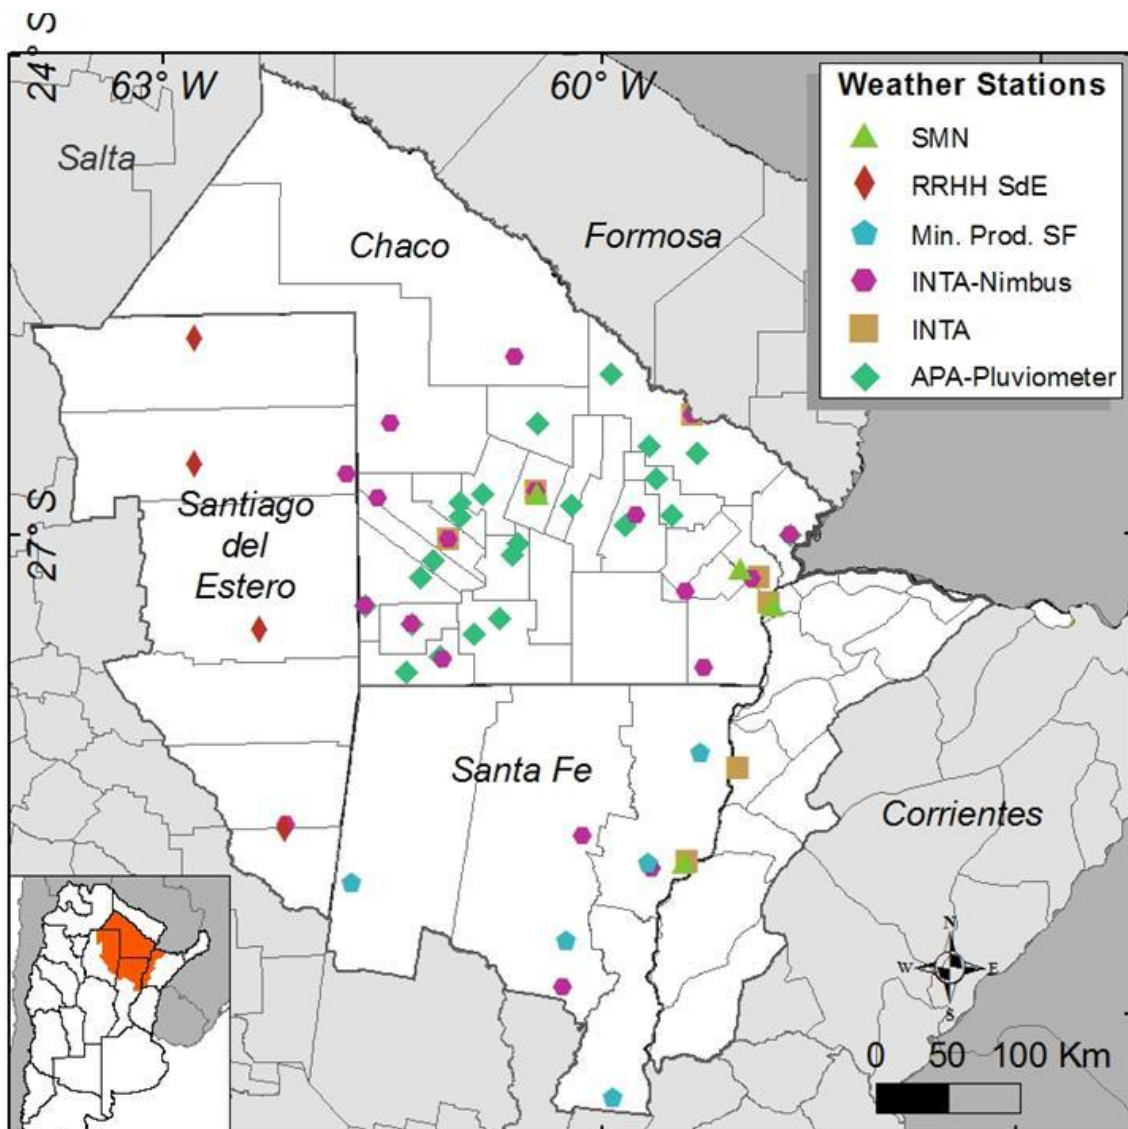 24° S
63° W
60° W
Weather Stations
SMN
RRHH SdE
Min. Prod. SF
INTA-Nimbus
INTA
APA-Pluviometer
Salta
Chaco
Formosa
27° S
Santiago
del
Estero
Santa Fe
Corrientes
N
W E
S
0 50 100 Km